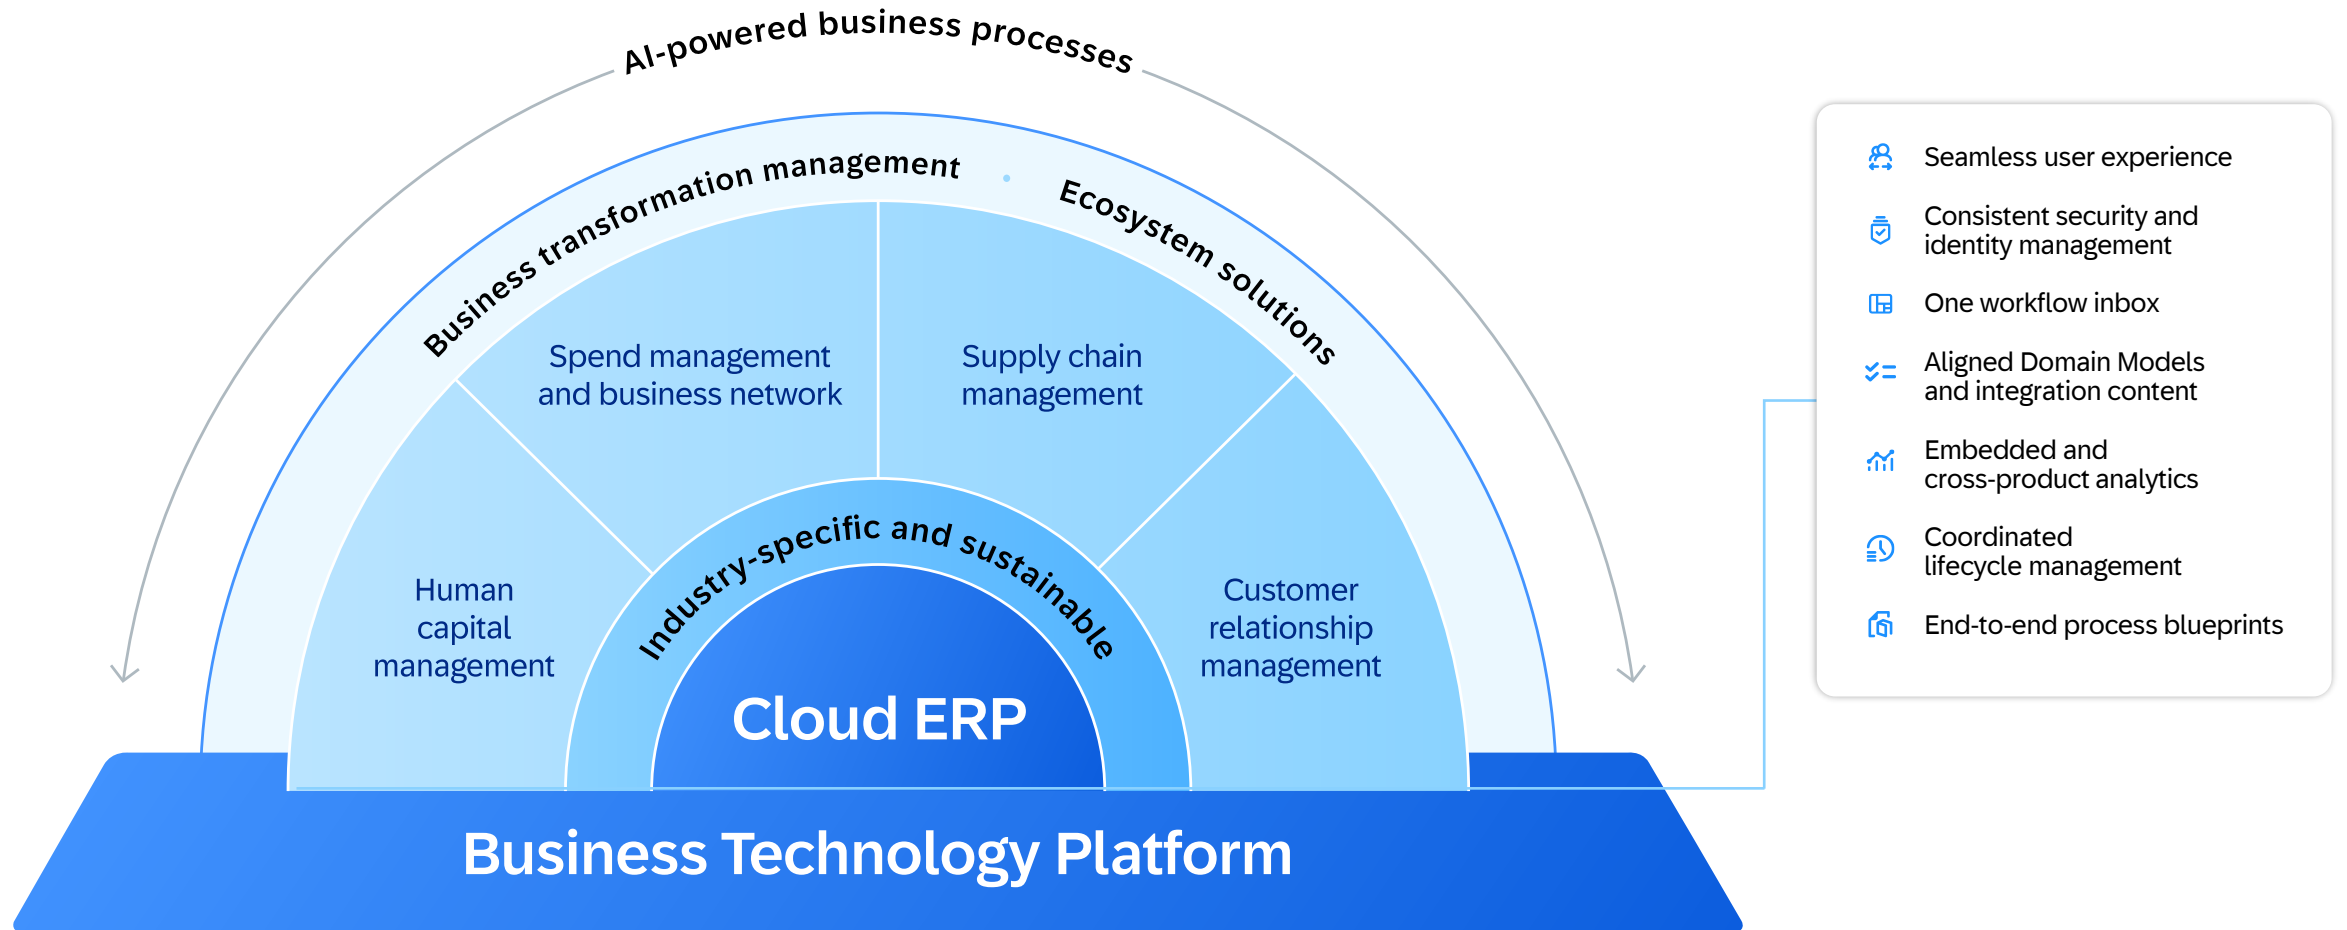 AI-powered business processes
Business transformation management · Ecosystem solutions
Spend management
and business network
Supply chain
management
Human
capital
management
Customer
relationship
management
Industry-specific and sustainable
Cloud ERP
Business Technology Platform
Seamless user experience
Consistent security and
identity management
One workflow inbox
Aligned Domain Models
and integration content
Embedded and
cross-product analytics
Coordinated
lifecycle management
End-to-end process blueprints